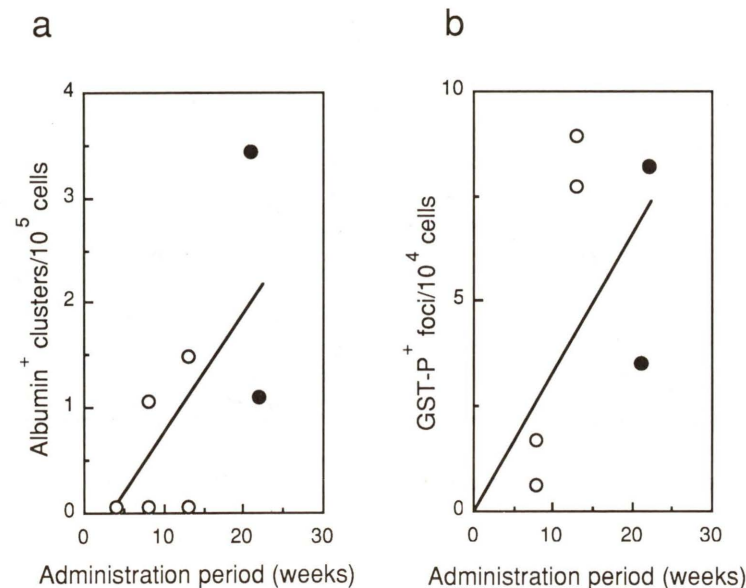 a
4
3
2
1
0
0
10
20
30
Albumin + clusters/10 5 cells
Administration period (weeks)
b
10
5
0
0
10
20
30
GST-P + foci/10 4 cells
Administration period (weeks)